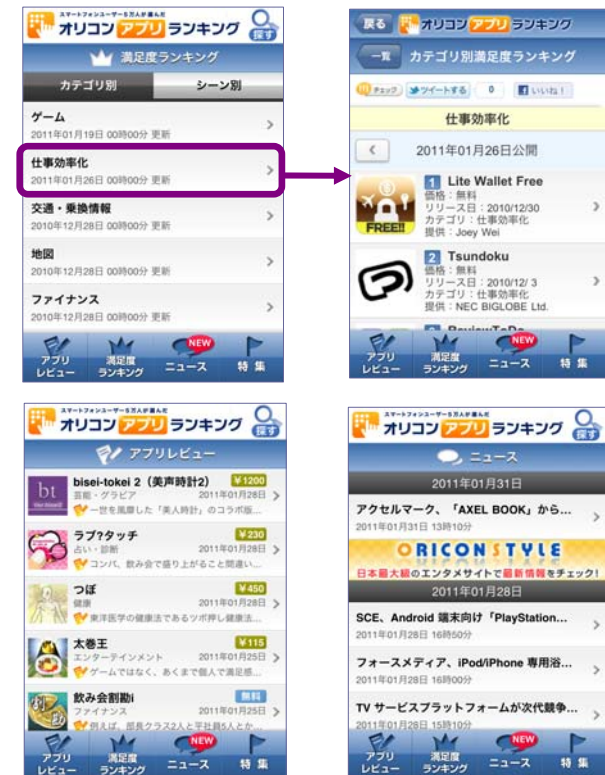 スマートフォンユーザー5万人が選んだ
オリコン アプリ ランキング 探す
満足度ランキング
カテゴリ別 シーン別
ゲーム
2011年01月19日 00時00分 更新
仕事効率化
2011年01月26日 00時00分 更新
交通・乗換情報
2010年12月28日 00時00分 更新
地図
2010年12月28日 00時00分 更新
ファイナンス
2010年12月28日 00時00分 更新
NEW
アプリ レビュー 満足度 ランキング ニュース 特 集
戻る オリコン アプリ ランキング
一覧 カテゴリ別満足度ランキング
チェック ツイートする 0 いいね！
仕事効率化
2011年01月26日公開
FREE!!
1 Lite Wallet Free
価格：無料
リリース日：2010/12/30
カテゴリ：仕事効率化
提供：Joey Wei
2 Tsundoku
価格：無料
リリース日：2010/12/ 3
カテゴリ：仕事効率化
提供：NEC BIGLOBE Ltd.
NEW
アプリ レビュー 満足度 ランキング ニュース 特 集
スマートフォンユーザー5万人が選んだ
オリコン アプリ ランキング 探す
アプリレビュー
bt
bisei-tokei 2（美声時計2） ¥1200
芸能・グラビア 2011年01月28日
一世を風靡した「美人時計」のコラボ版...
ラブ?タッチ ¥230
占い・診断 2011年01月28日
コンパ、飲み会で盛り上がること間違い...
つぼ ¥450
健康 2011年01月28日
東洋医学の健康法であるツボ押し健康法...
太巻王 ¥115
エンターテインメント 2011年01月25日
ゲームではなく、あくまで個人で満足感...
飲み会割勘i 無料
ファイナンス 2011年01月25日
例えば、部長クラス2人と平社員5人とか...
NEW
アプリ レビュー 満足度 ランキング ニュース 特 集
スマートフォンユーザー5万人が選んだ
オリコン アプリ ランキング 探す
ニュース
2011年01月31日
アクセルマーク、「AXEL BOOK」から...
2011年01月31日 13時10分
ORICON STYLE
日本最大級のエンタメサイトで最新情報をチェック!
2011年01月28日
SCE、Android 端末向け「PlayStation...
2011年01月28日 16時50分
フォースメディア、iPod/iPhone 専用浴...
2011年01月28日 16時00分
TV サービスプラットフォームが次代競争...
2011年01月28日 15時10分
NEW
アプリ レビュー 満足度 ランキング ニュース 特 集